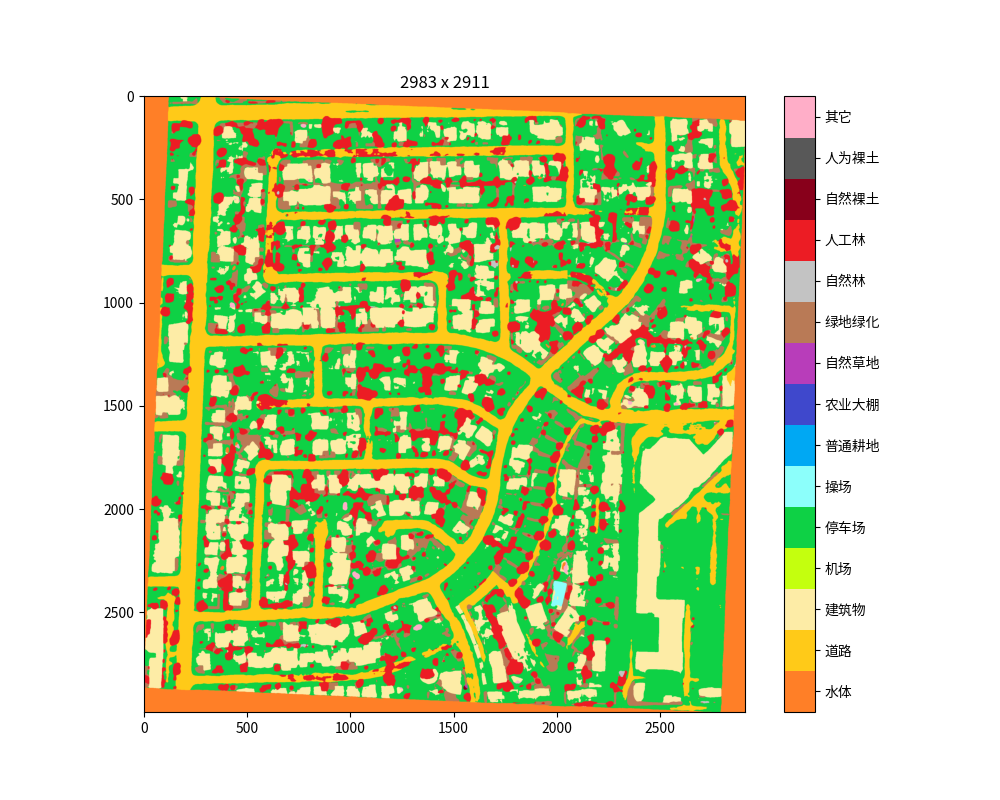 2983 x 2911
0
500
1000
1500
2000
2500
0
500
1000
1500
2000
2500
其它
人为裸土
自然裸土
人工林
自然林
绿地绿化
自然草地
农业大棚
普通耕地
操场
停车场
机场
建筑物
道路
水体